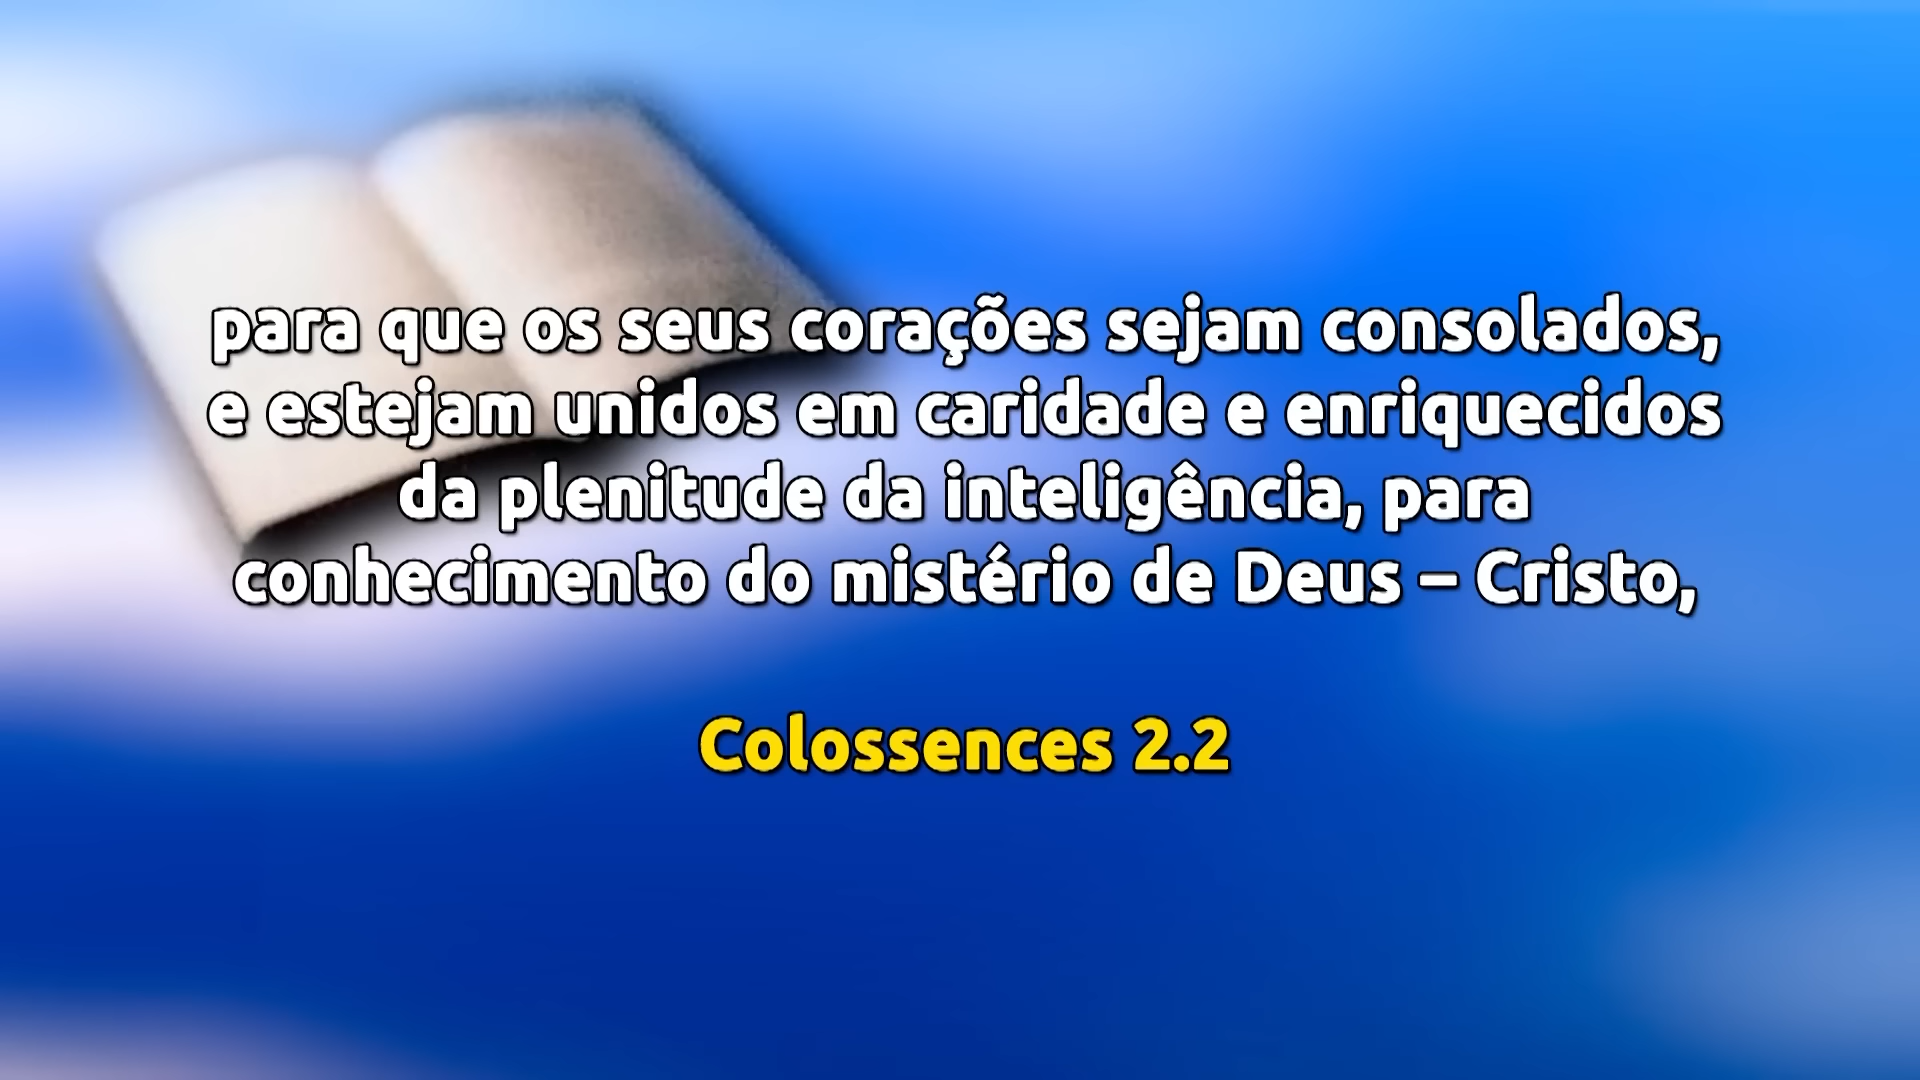 para que os seus corações sejam consolados,
e estejam unidos em caridade e enriquecidos
da plenitude da inteligência, para
conhecimento do mistério de Deus – Cristo,
Colossences 2.2